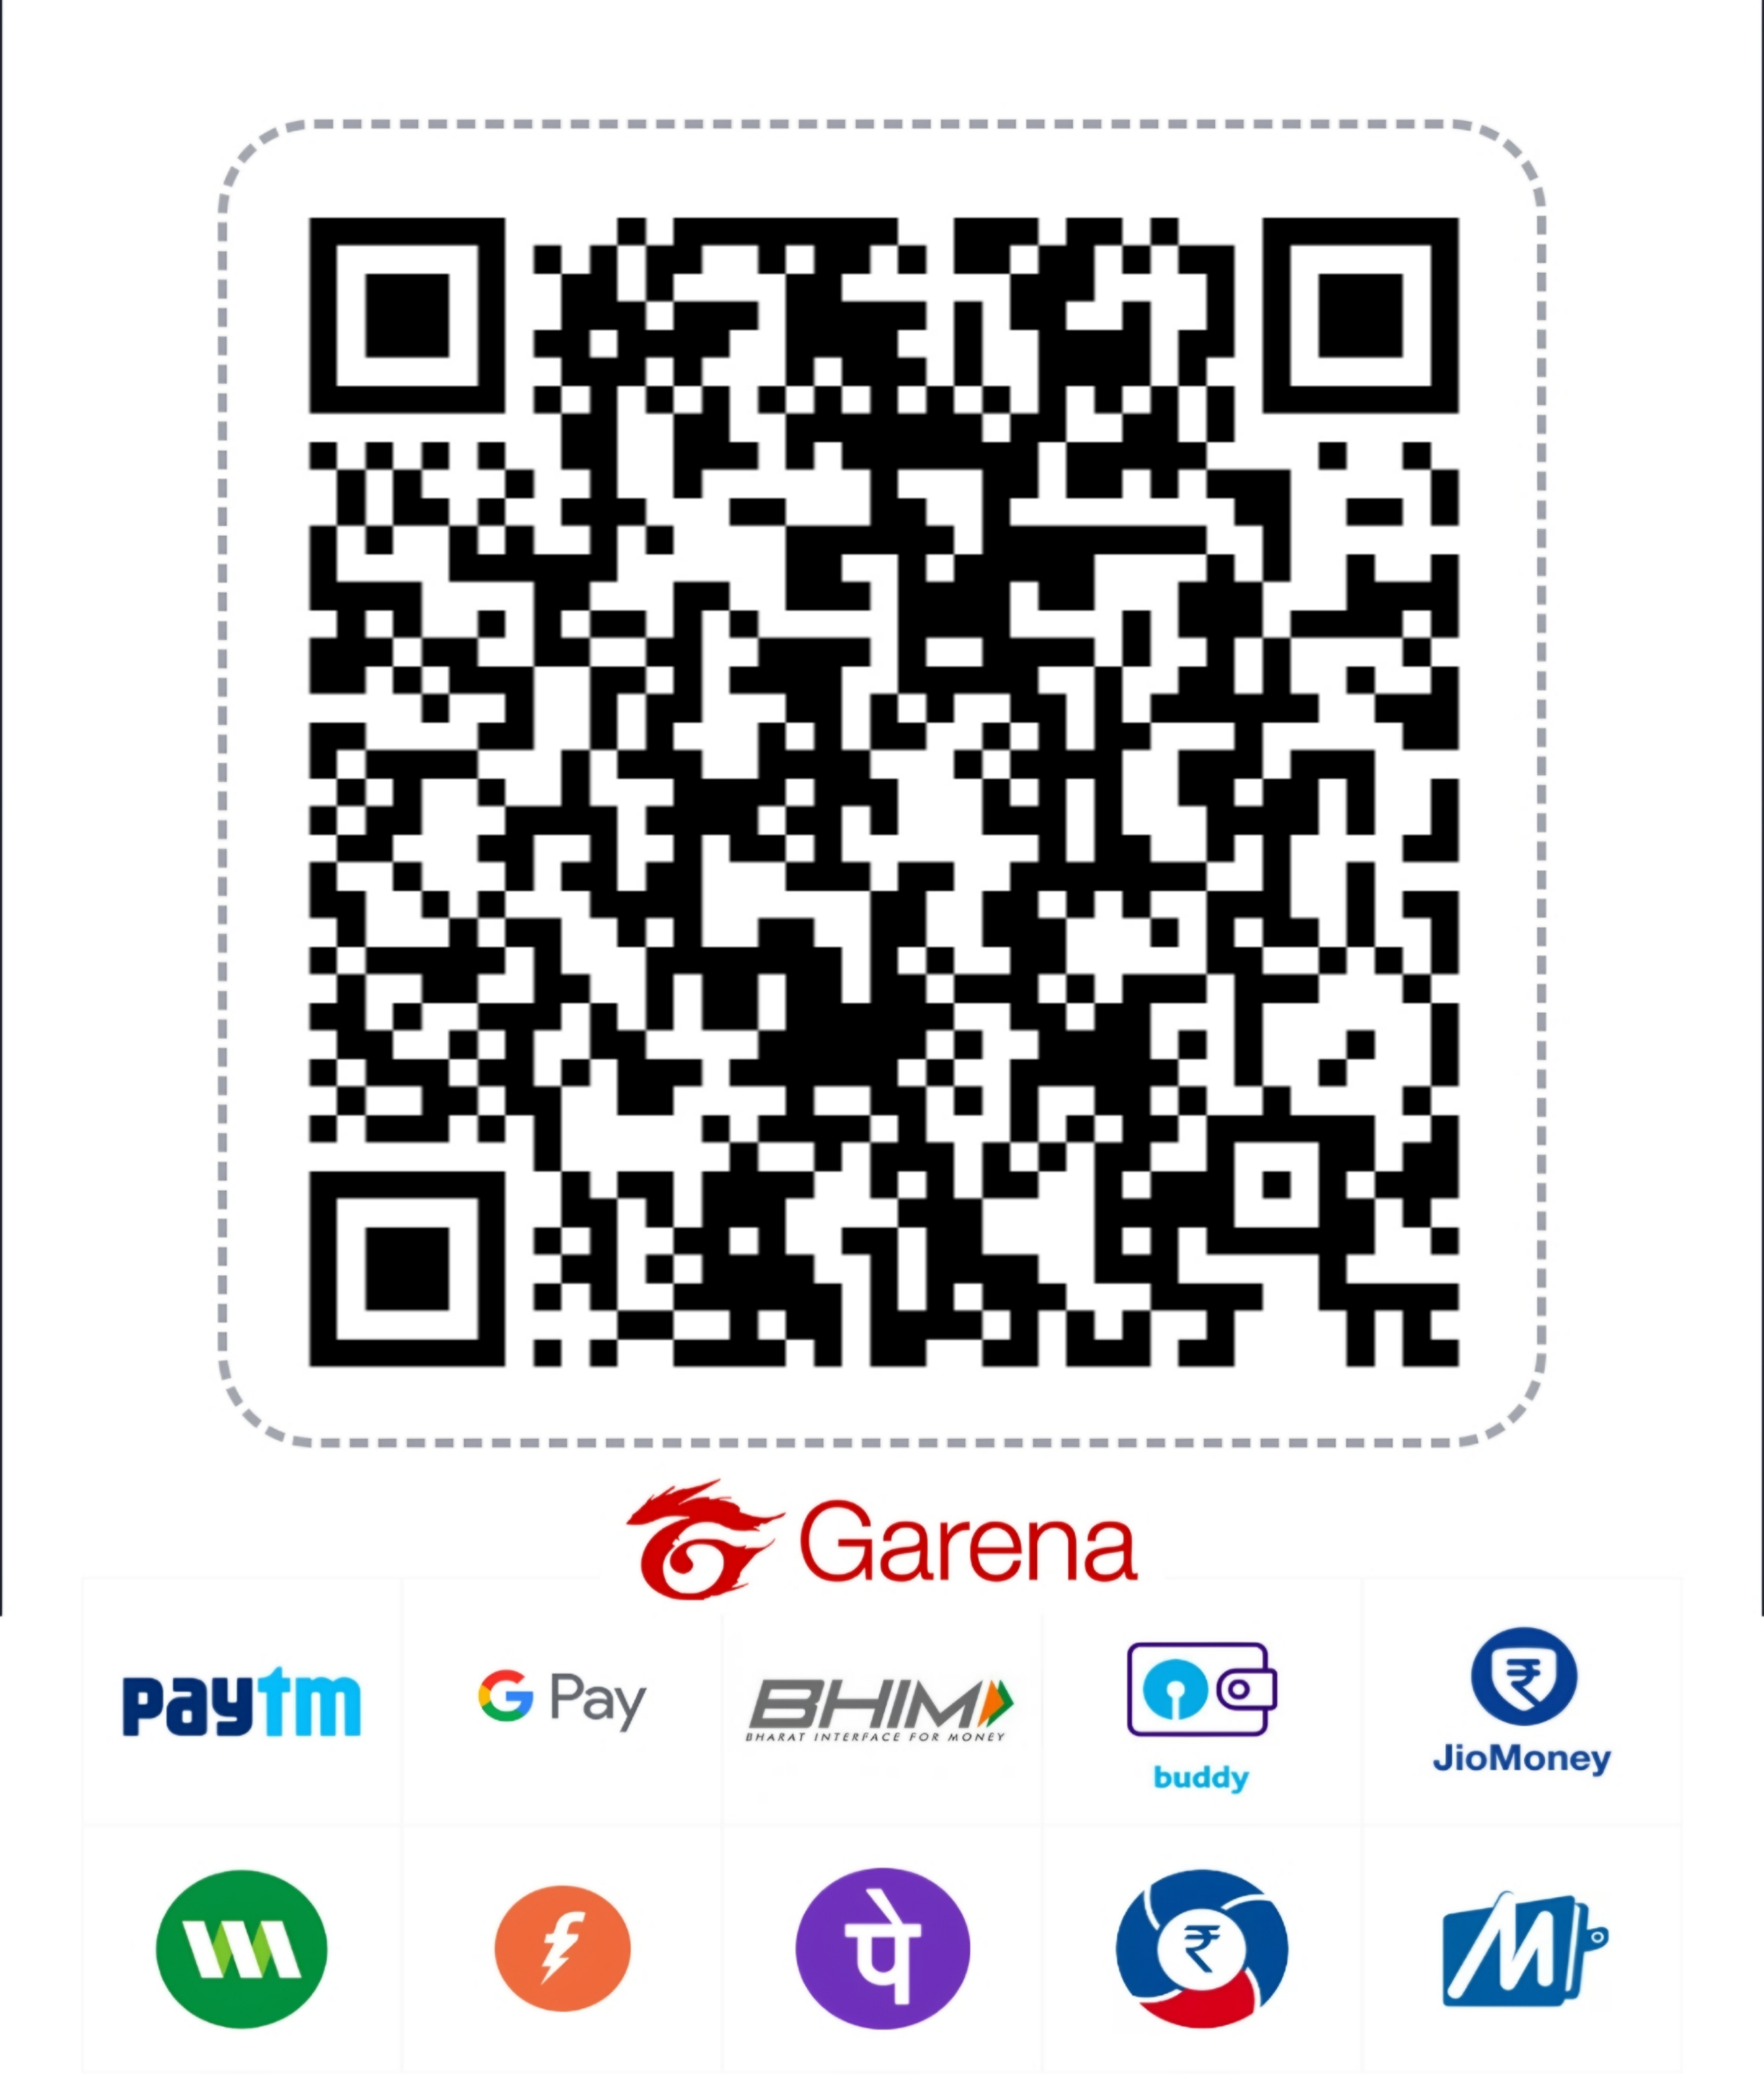 Garena
paytm
G Pay
BHIM
BHARAT INTERFACE FOR MONEY
buddy
JioMoney
पे
₹
M